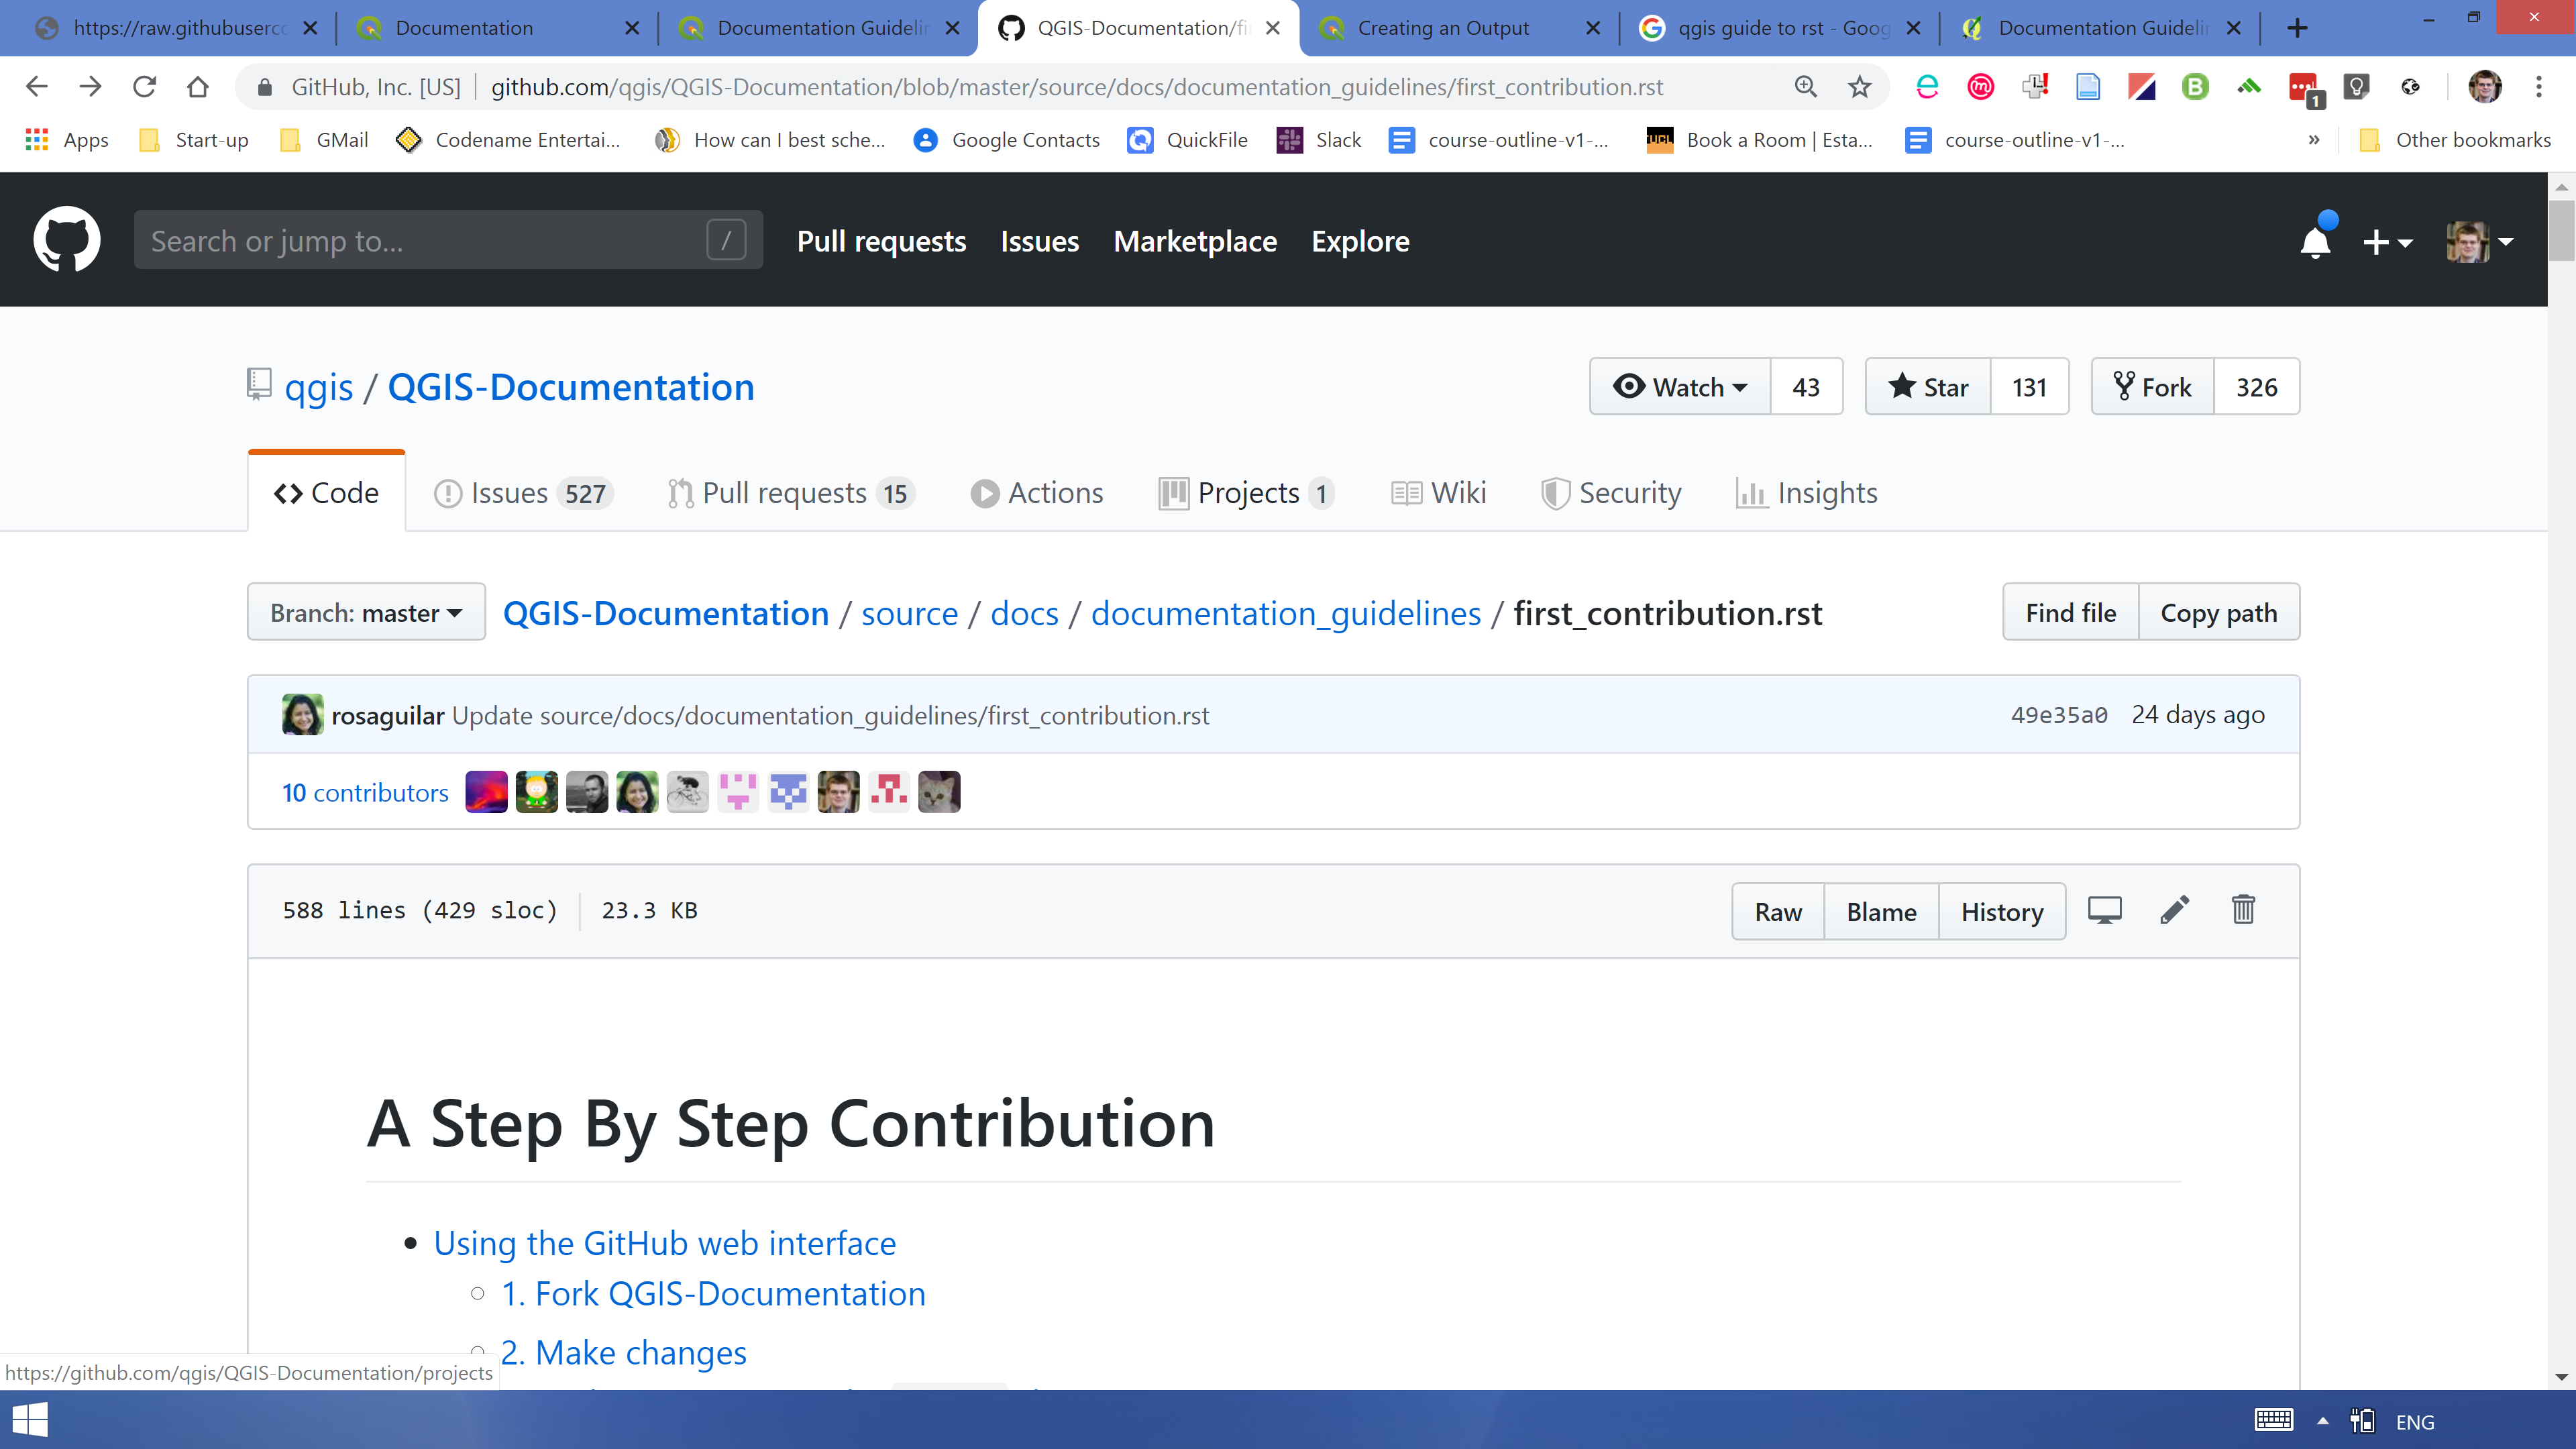 https://raw.githubuserco
Documentation
Documentation Guidelin
QGIS-Documentation/fi
Creating an Output
qgis guide to rst - Goog
Documentation Guidelin
GitHub, Inc. [US] github.com/qgis/QGIS-Documentation/blob/master/source/docs/documentation_guidelines/first_contribution.rst
1
Apps Start-up GMail Codename Entertai... How can I best sche... Google Contacts QuickFile Slack course-outline-v1-... Book a Room | Esta... course-outline-v1-... » Other bookmarks
Search or jump to... / Pull requests Issues Marketplace Explore
qgis / QGIS-Documentation Watch 43 Star 131 Fork 326
Code Issues 527 Pull requests 15 Actions Projects 1 Wiki Security Insights
Branch: master QGIS-Documentation / source / docs / documentation_guidelines / first_contribution.rst Find file Copy path
rosaguilar Update source/docs/documentation_guidelines/first_contribution.rst 49e35a0 24 days ago
10 contributors
588 lines (429 sloc) 23.3 KB Raw Blame History
A Step By Step Contribution
Using the GitHub web interface
1. Fork QGIS-Documentation
2. Make changes
https://github.com/qgis/QGIS-Documentation/projects
ENG